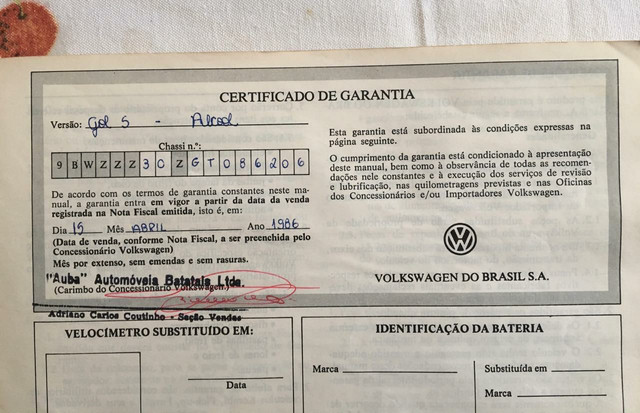 CERTIFICADO DE GARANTIA
Versão: Gol S - Alcool
Chassi n.º:
9 B W Z Z Z 3 0 Z G T 0 8 6 2 0 6
De acordo com os termos de garantia constantes neste ma-
nual, a garantia entra em vigor a partir da data da venda
registrada na Nota Fiscal emitida, isto é, em:
Dia 15 Mês ABRIL Ano 1986
(Data de venda, conforme Nota Fiscal, a ser preenchida pelo
Concessionário Volkswagen)
Mês por extenso, sem emendas e sem rasuras.
"Auba" Automóveis Batatais Ltda.
(Carimbo do Concessionário Volkswagen)
Adriano Carlos Coutinho - Seção Vendas
Esta garantia está subordinada às condições expressas na
página seguinte.
O cumprimento da garantia está condicionado à apresentação
deste manual, bem como à observância de todas as recomen-
dações nele constantes e à execução dos serviços de revisão
e lubrificação, nas quilometragens previstas e nas Oficinas
dos Concessionários e/ou Importadores Volkswagen.
VOLKSWAGEN DO BRASIL S.A.
VELOCÍMETRO SUBSTITUÍDO EM:
Data
IDENTIFICAÇÃO DA BATERIA
Marca
Substituída em
Marca